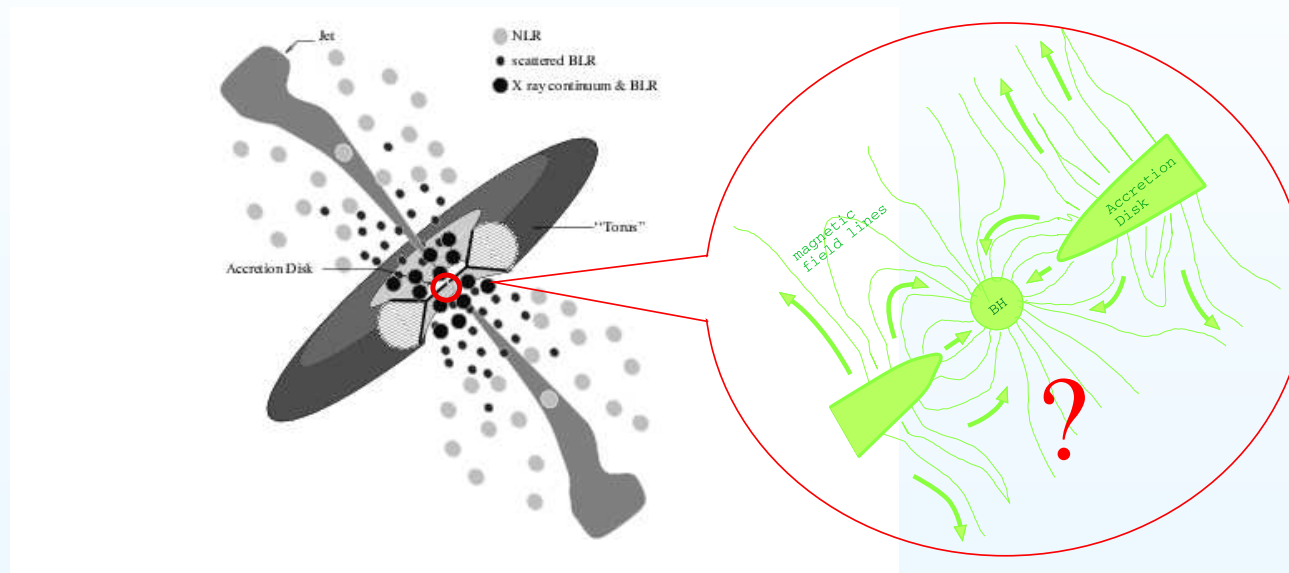 Jet
NLR
scattered BLR
X ray continuum & BLR
"Torus"
Accretion Disk
magnetic
field lines
Accretion
Disk
BH
?